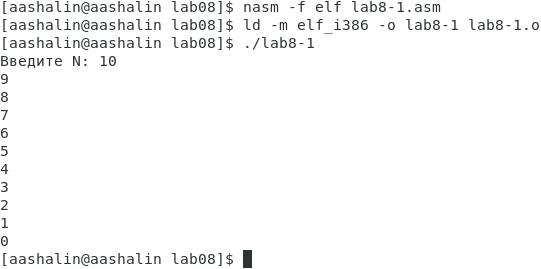 [aashalin@aashalin lab08]$ nasm -f elf lab8-1.asm
[aashalin@aashalin lab08]$ ld -m elf_i386 -o lab8-1 lab8-1.o
[aashalin@aashalin lab08]$ ./lab8-1
Введите N: 10
9
8
7
6
5
4
3
2
1
0
[aashalin@aashalin lab08]$